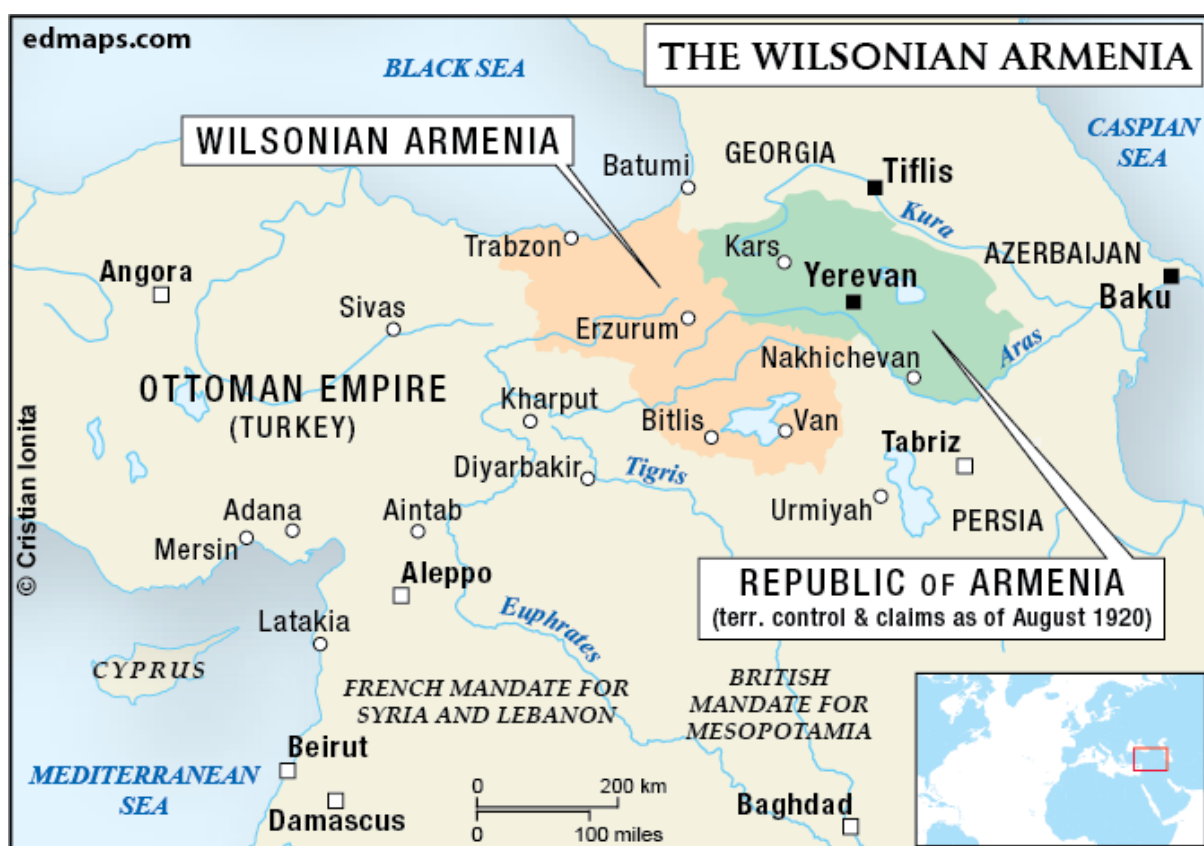 edmaps.com
THE WILSONIAN ARMENIA
BLACK SEA
CASPIAN
SEA
WILSONIAN ARMENIA
GEORGIA
Batumi
Tiflis
Kura
Trabzon
Kars
AZERBAIJAN
Angora
Yerevan
Baku
Sivas
Erzurum
Aras
Nakhichevan
OTTOMAN EMPIRE
(TURKEY)
Kharput
Bitlis
Van
Tabriz
Diyarbakir
Tigris
Urmiyah
PERSIA
Adana
Aintab
Mersin
© Cristian Ionita
Aleppo
REPUBLIC OF ARMENIA
(terr. control & claims as of August 1920)
Euphrates
Latakia
CYPRUS
FRENCH MANDATE FOR
SYRIA AND LEBANON
BRITISH
MANDATE FOR
MESOPOTAMIA
Beirut
MEDITERRANEAN
SEA
Damascus
0 200 km
0 100 miles
Baghdad